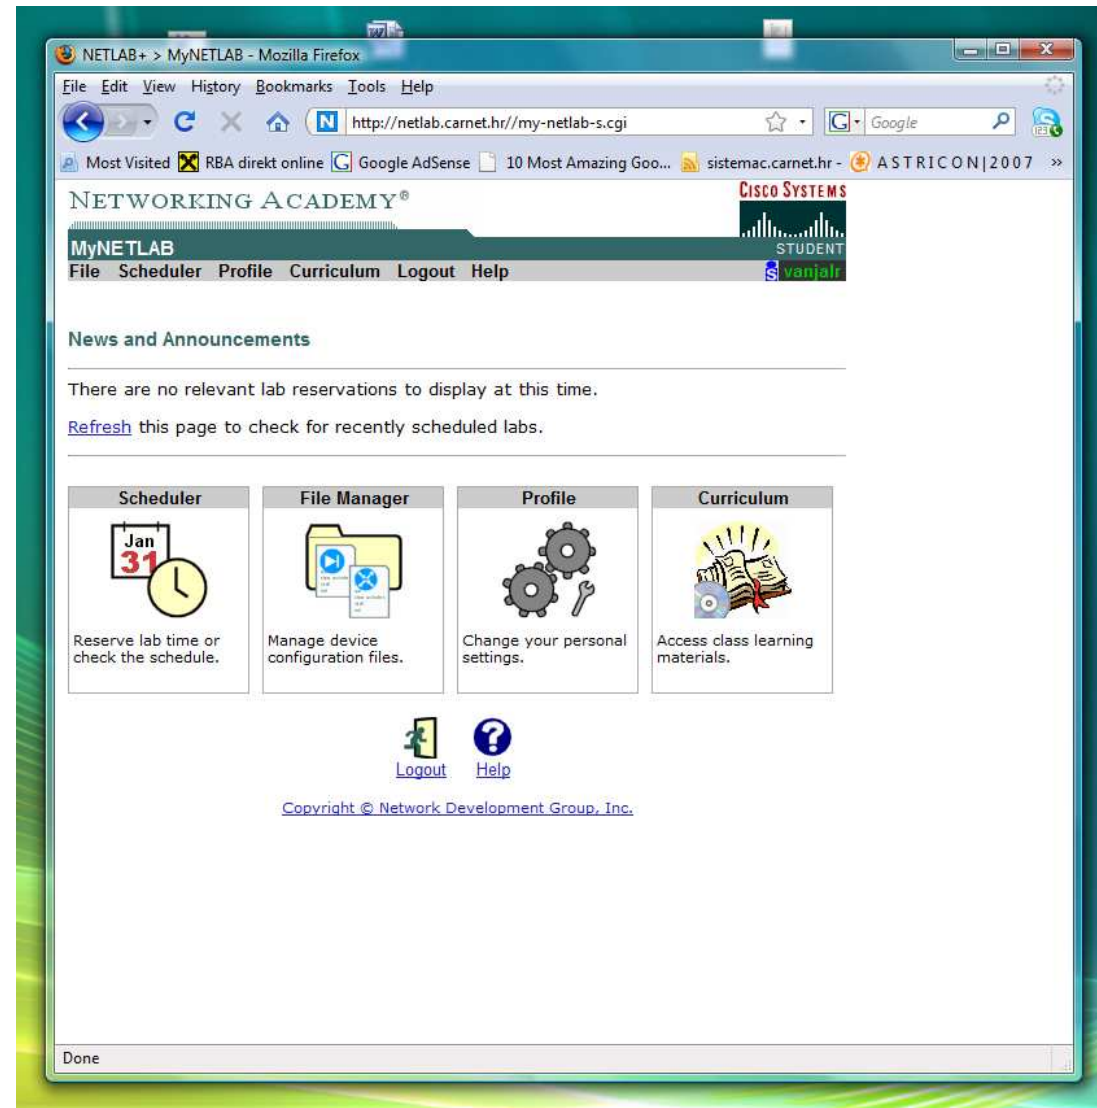 NETLAB+ > MyNETLAB - Mozilla Firefox
File Edit View History Bookmarks Tools Help
N http://netlab.carnet.hr//my-netlab-s.cgi G Google
Most Visited RBA direkt online G Google AdSense 10 Most Amazing Goo... sistemac.carnet.hr - ASTRICON|2007 »
NETWORKING ACADEMY®
CISCO SYSTEMS
MyNETLAB STUDENT
File Scheduler Profile Curriculum Logout Help s vanjalr
News and Announcements
There are no relevant lab reservations to display at this time.
Refresh this page to check for recently scheduled labs.
Scheduler File Manager Profile Curriculum
Jan
31
Reserve lab time or Manage device Change your personal Access class learning
check the schedule. configuration files. settings. materials.
?
Logout Help
Copyright © Network Development Group, Inc.
Done